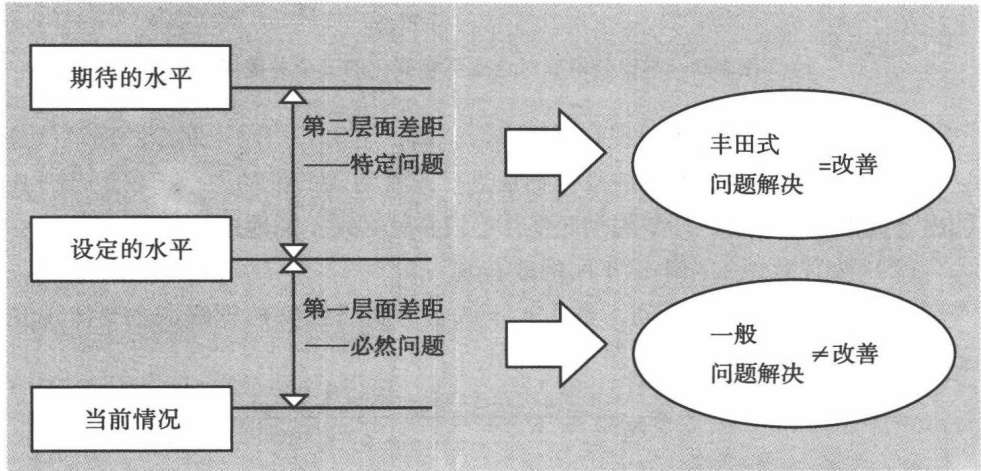 期待的水平
第二层面差距
——特定问题
丰田式
问题解决
=改善
设定的水平
第一层面差距
——必然问题
一般
问题解决
≠改善
当前情况